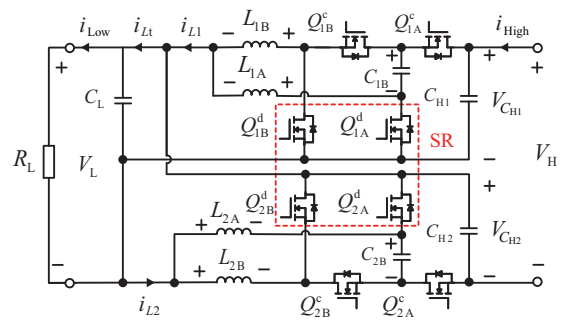 i_Low i_Lt i_L1 L_1B Q^c_1B Q^c_1A i_High
+ − + +
− L_1A + C_1B + C_H1 V_CH1
C_L − + −
Q^d_1B Q^d_1A SR
R_L V_L − V_H
Q^d_2B Q^d_2A +
+ L_2A − + C_H2 V_CH2
L_2B C_2B
− + − − − −
i_L2 Q^c_2B Q^c_2A